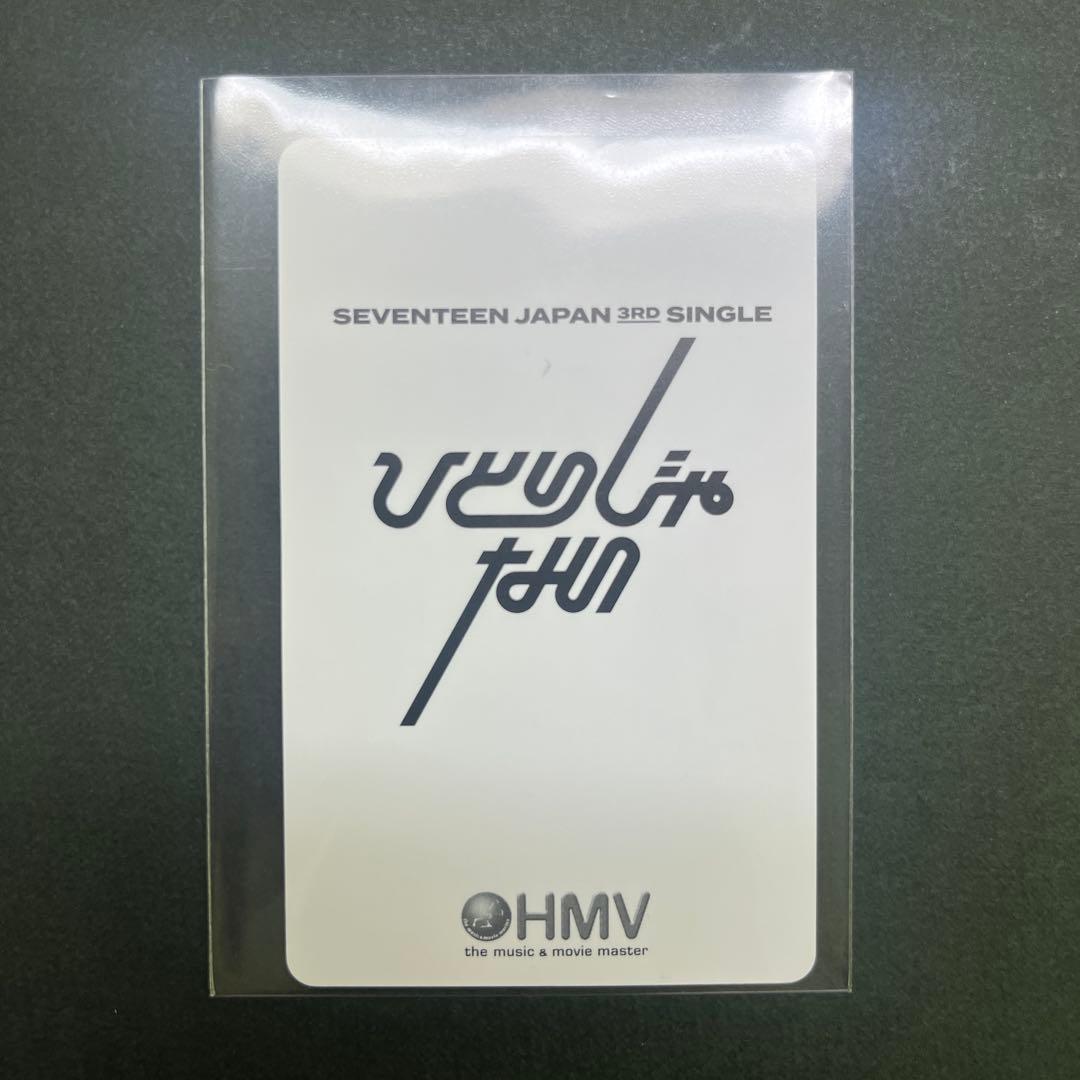 SEVENTEEN JAPAN 3RD SINGLE
ひとりじゃ
ない
HMV
the music & movie master